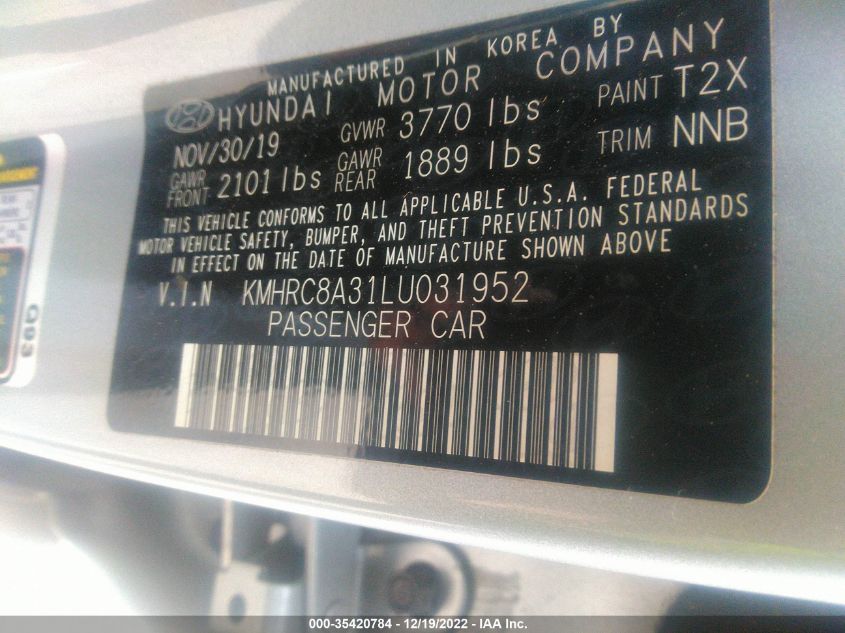 MANUFACTURED IN KOREA BY
HYUNDAI MOTOR COMPANY
NOV/30/19 GVWR 3770 lbs PAINT T2X
GAWR FRONT 2101 lbs GAWR REAR 1889 lbs TRIM NNB
THIS VEHICLE CONFORMS TO ALL APPLICABLE U.S.A. FEDERAL
MOTOR VEHICLE SAFETY, BUMPER, AND THEFT PREVENTION STANDARDS
IN EFFECT ON THE DATE OF MANUFACTURE SHOWN ABOVE
V.I.N KMHRC8A31LU031952
PASSENGER CAR
000-35420784 - 12/19/2022 - IAA Inc.